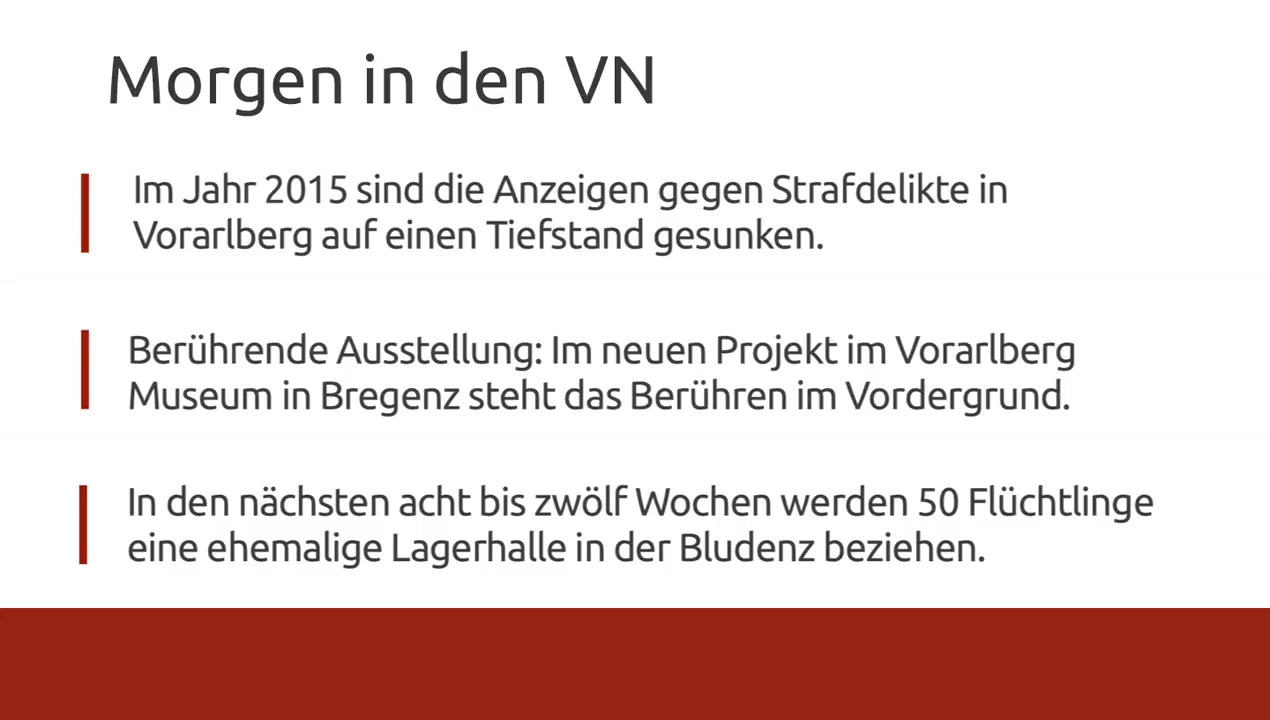 Morgen in den VN
Im Jahr 2015 sind die Anzeigen gegen Strafdelikte in
Vorarlberg auf einen Tiefstand gesunken.
Berührende Ausstellung: Im neuen Projekt im Vorarlberg
Museum in Bregenz steht das Berühren im Vordergrund.
In den nächsten acht bis zwölf Wochen werden 50 Flüchtlinge
eine ehemalige Lagerhalle in der Bludenz beziehen.